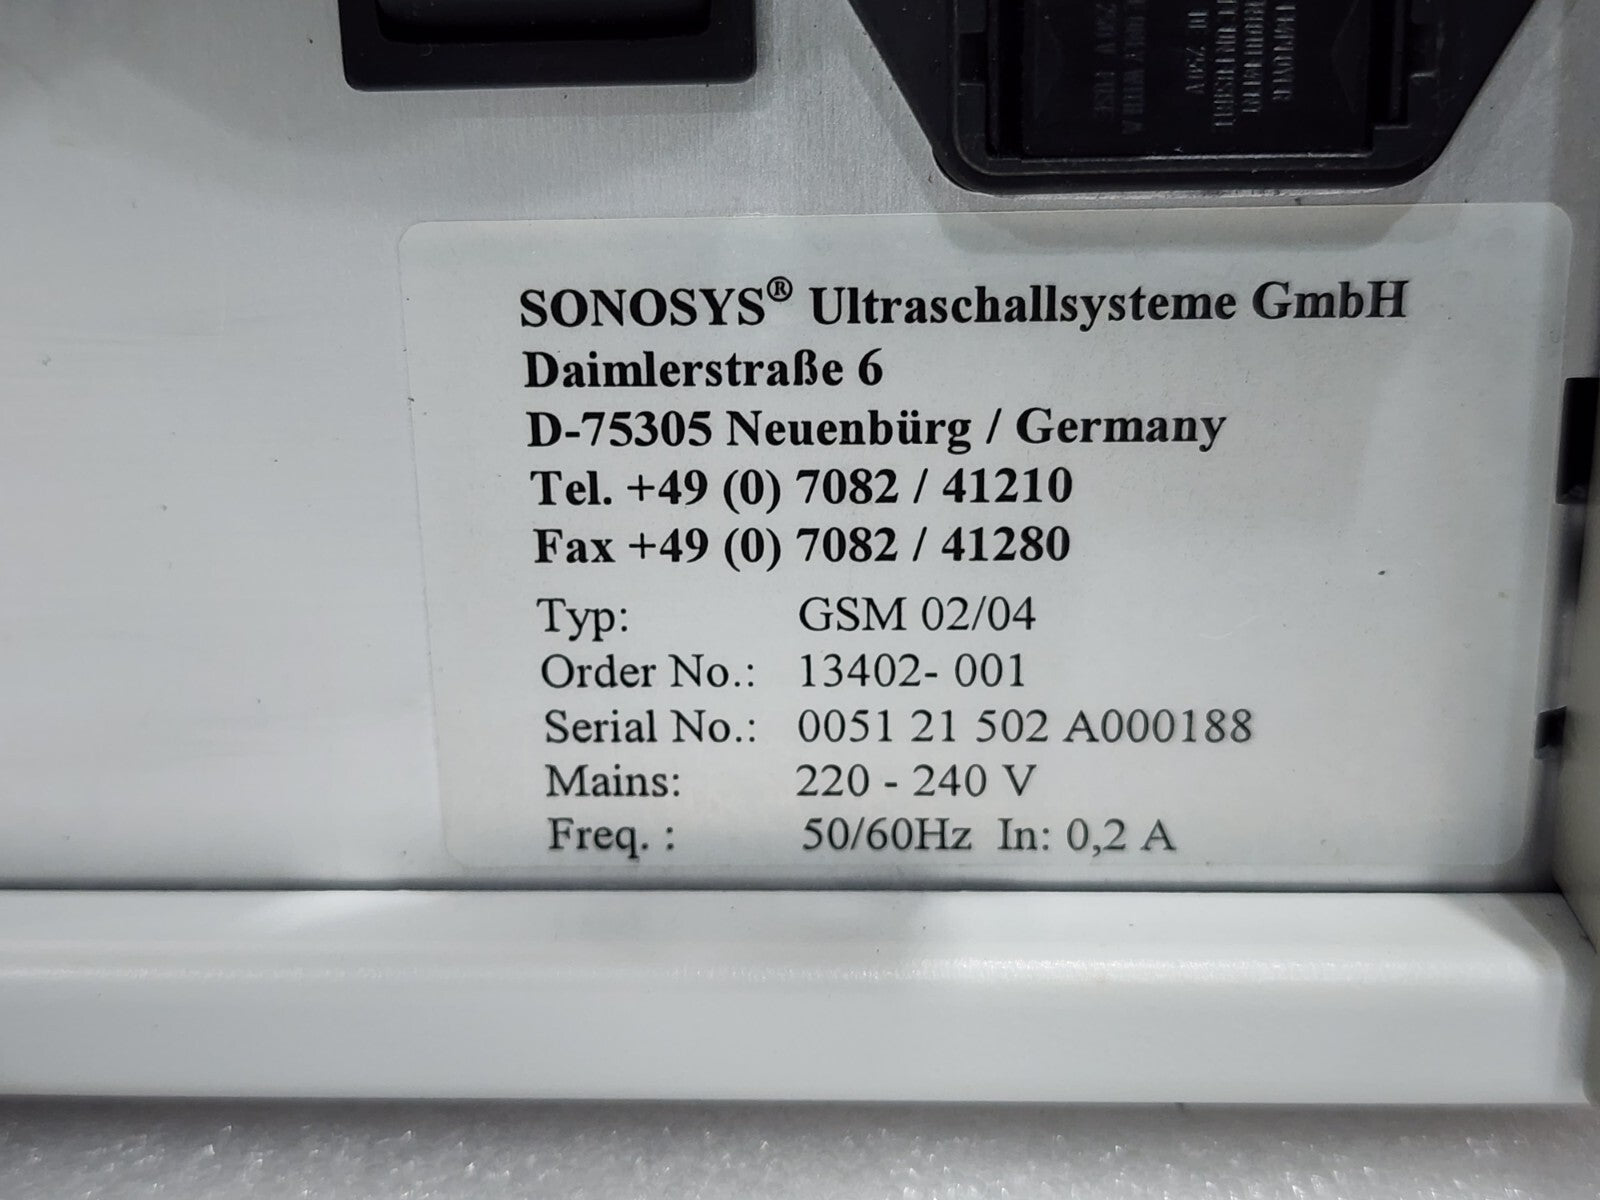 SONOSYS® Ultraschallsysteme GmbH
Daimlerstraße 6
D-75305 Neuenbürg / Germany
Tel. +49 (0) 7082 / 41210
Fax +49 (0) 7082 / 41280
Typ: GSM 02/04
Order No.: 13402- 001
Serial No.: 0051 21 502 A000188
Mains: 220 - 240 V
Freq. : 50/60Hz In: 0,2 A